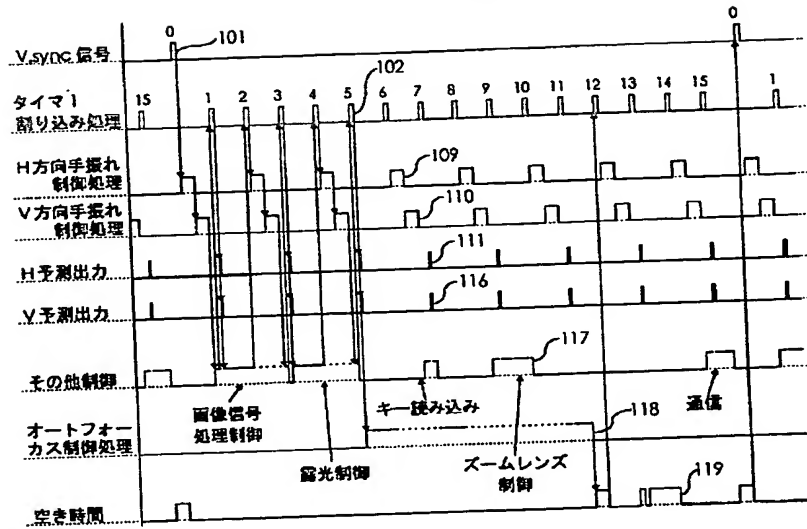 0 101 0
V.sync 信号
タイマ 1
割り込み処理
15 1 2 3 4 5 102 6 7 8 9 10 11 12 13 14 15 1
H方向手振れ
制御処理
109
V方向手振れ
制御処理
110
H予測出力
111
V予測出力
116
その他制御
117
画像信号
処理制御
キー読み込み
通信
オートフォー
カス制御処理
118
露光制御
ズームレンズ
制御
空き時間
119